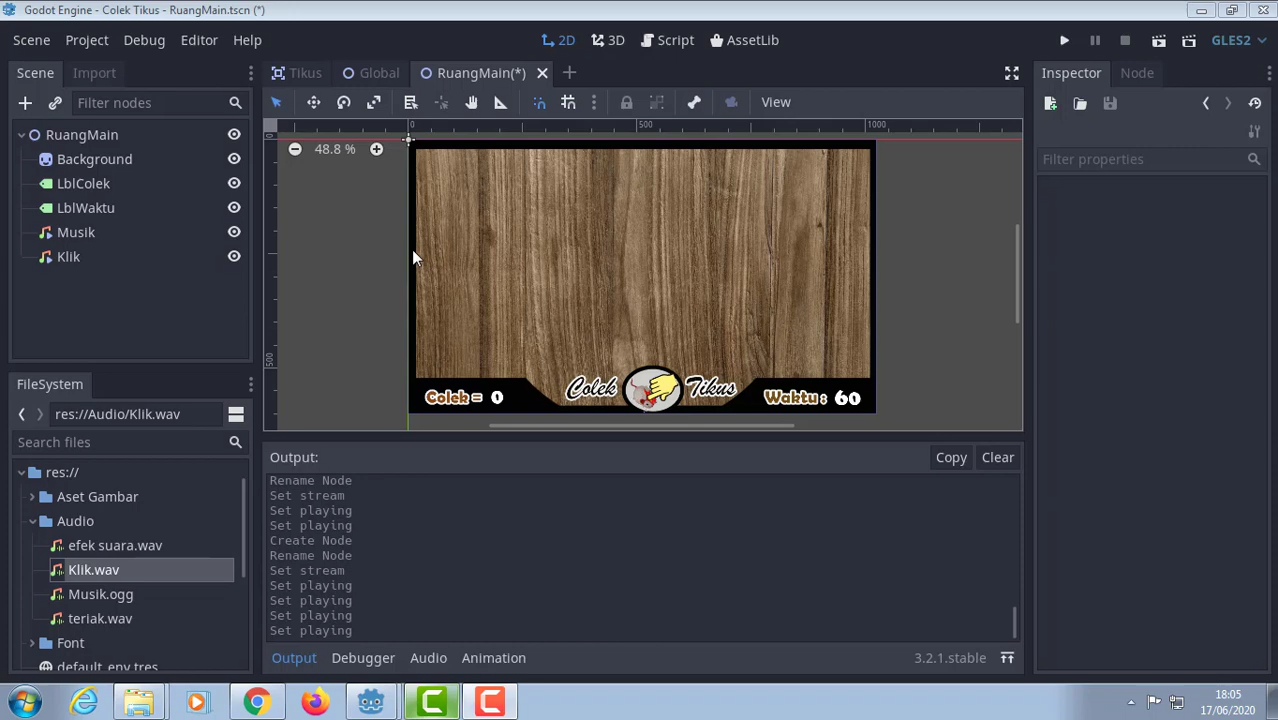 Godot Engine - Colek Tikus - RuangMain.tscn (*)
Scene Project Debug Editor Help
2D 3D Script AssetLib
GLES2
Scene Import
Tikus Global RuangMain(*)
Inspector Node
Filter nodes
View
RuangMain
Background
LblColek
LblWaktu
Musik
Klik
0 500 1000
0
500
48.8 %
Colek = 0 Colek Tikus Waktu : 60
Filter properties
FileSystem
res://Audio/Klik.wav
Search files
res://
Aset Gambar
Audio
efek suara.wav
Klik.wav
Musik.ogg
teriak.wav
Font
default_env.tres
Output:
Copy Clear
Rename Node
Set stream
Set playing
Set playing
Create Node
Rename Node
Set stream
Set playing
Set playing
Set playing
Set playing
Output Debugger Audio Animation
3.2.1.stable
18:05
17/06/2020